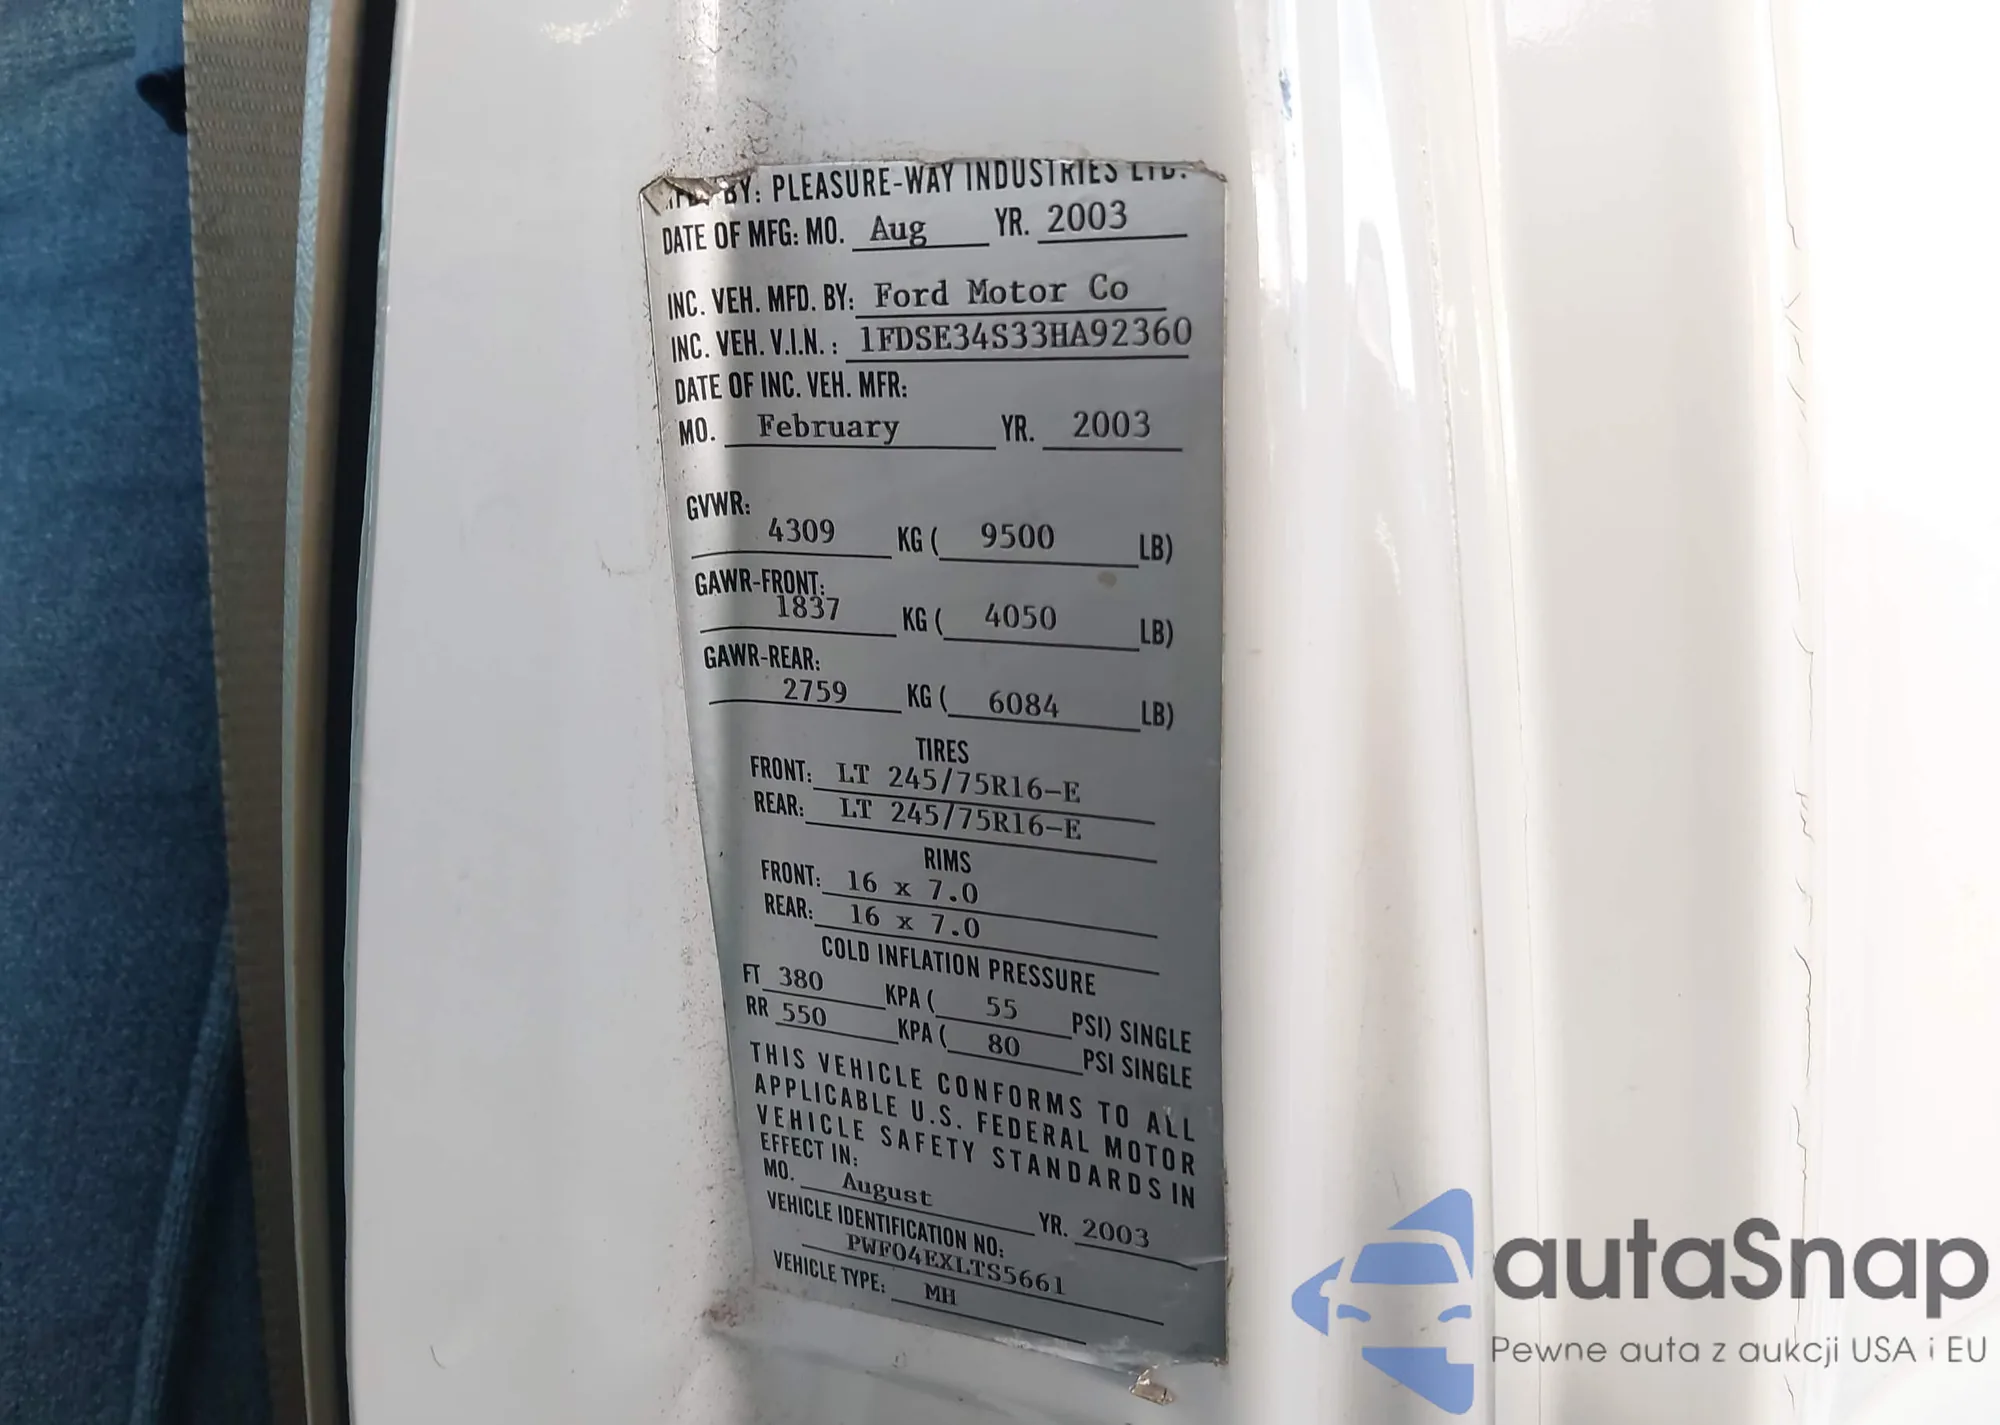 MFD. BY: PLEASURE-WAY INDUSTRIES LTD.
DATE OF MFG: MO. Aug YR. 2003
INC. VEH. MFD. BY: Ford Motor Co
INC. VEH. V.I.N. : 1FDSE34S33HA92360
DATE OF INC. VEH. MFR:
MO. February YR. 2003
GVWR:
4309 KG ( 9500 LB)
GAWR-FRONT:
1837 KG ( 4050 LB)
GAWR-REAR:
2759 KG ( 6084 LB)
TIRES
FRONT: LT 245/75R16-E
REAR: LT 245/75R16-E
RIMS
FRONT: 16 x 7.0
REAR: 16 x 7.0
COLD INFLATION PRESSURE
FT 380 KPA ( 55 PSI) SINGLE
RR 550 KPA ( 80 PSI SINGLE
THIS VEHICLE CONFORMS TO ALL
APPLICABLE U.S. FEDERAL MOTOR
VEHICLE SAFETY STANDARDS IN
EFFECT IN:
MO. August YR. 2003
VEHICLE IDENTIFICATION NO:
PWF04EXLTS5661
VEHICLE TYPE: MH
autaSnap
Pewne auta z aukcji USA i EU